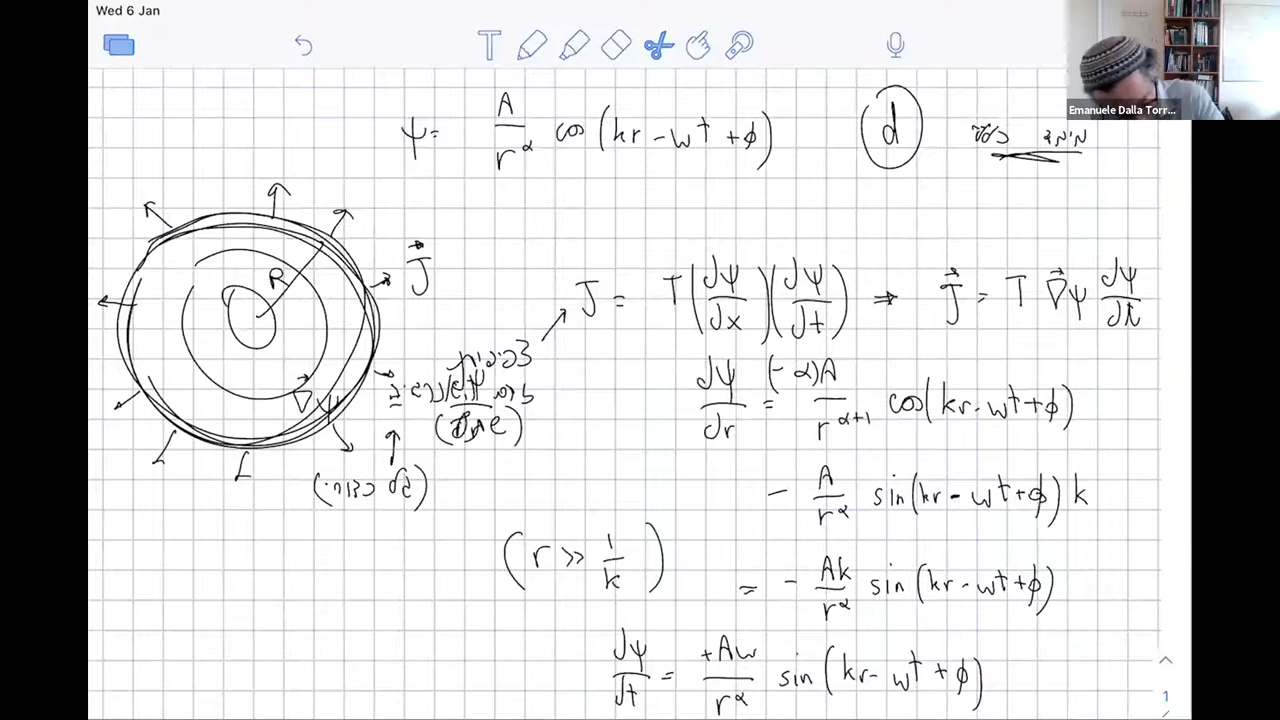 Wed 6 Jan
Emanuele Dalla Torr...
ψ = A/r^α cos(kr - ωt + φ)
d
R
J⃗
J = T(∂ψ/∂x)(∂ψ/∂t) ⇒ J⃗ = T ∇⃗ψ ∂ψ/∂t
∂ψ/∂r = (-α)A/r^(α+1) cos(kr - ωt + φ)
∇⃗ψ
- A/r^α sin(kr - ωt + φ) k
(r >> 1/k)
≈ - Ak/r^α sin(kr - ωt + φ)
∂ψ/∂t = +Aω/r^α sin(kr - ωt + φ)
1